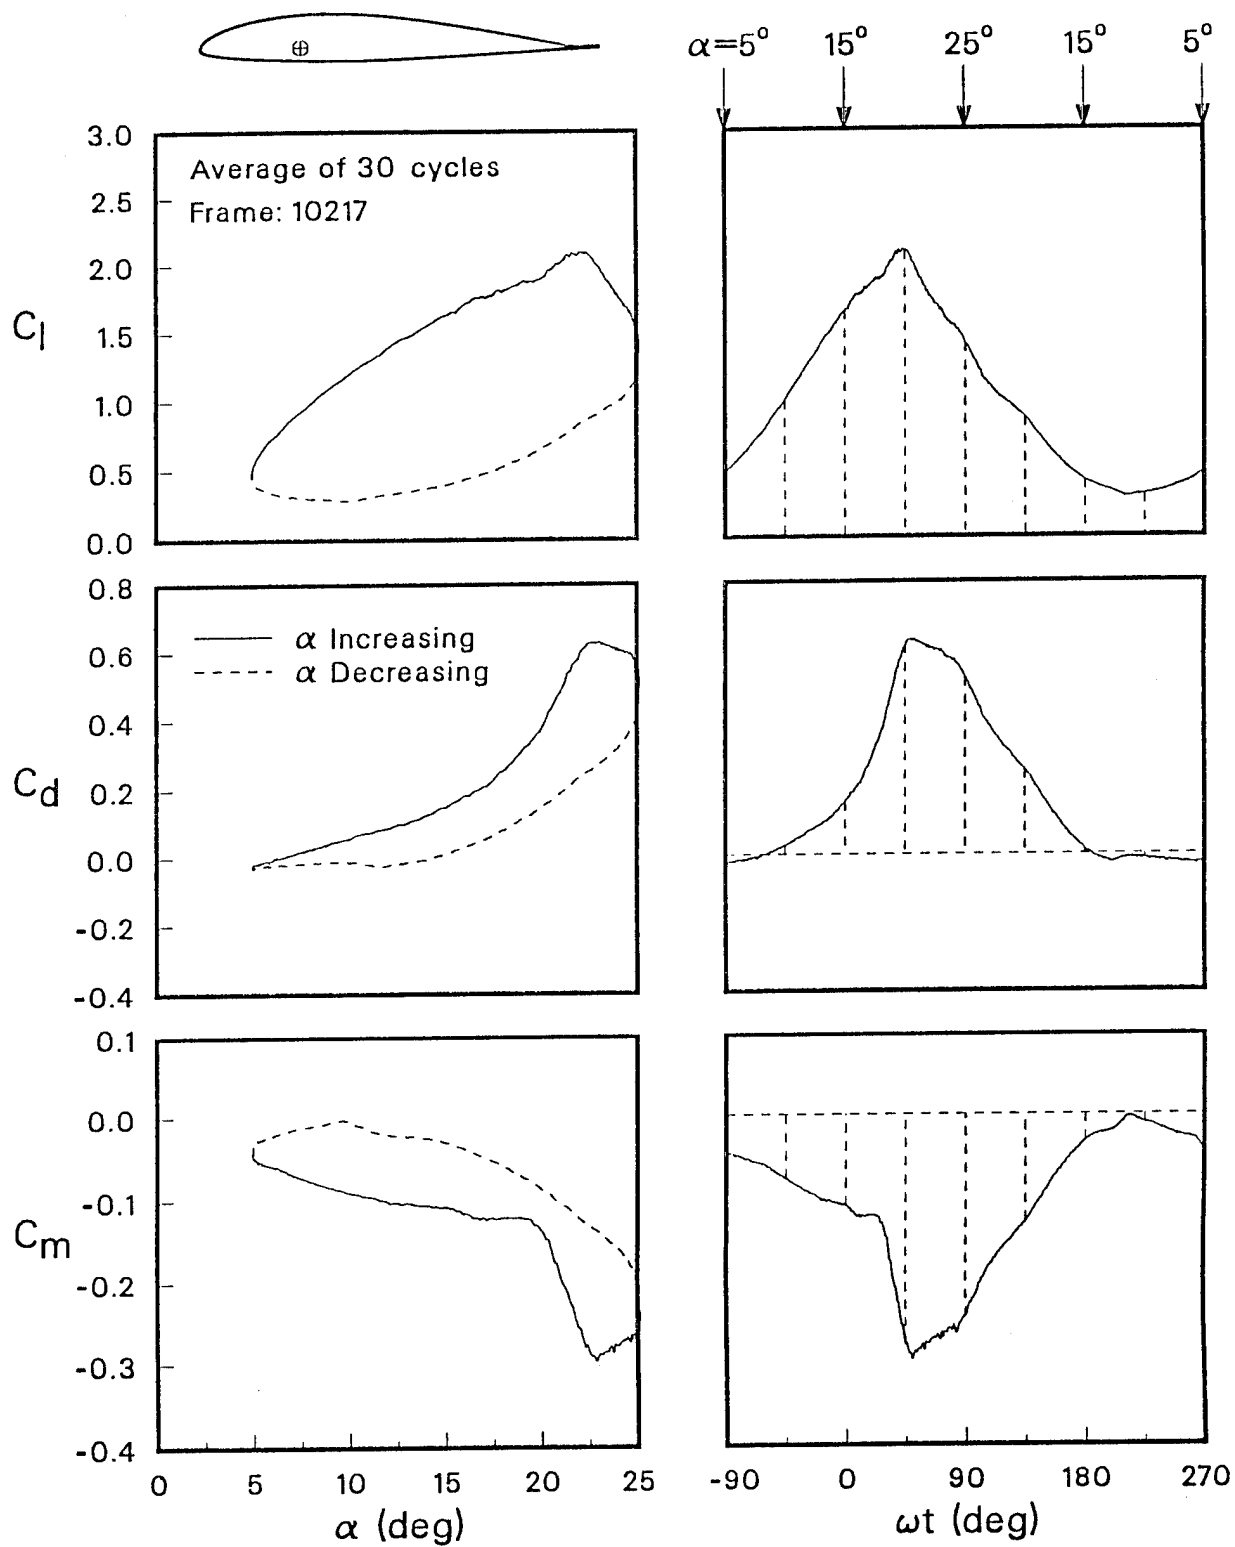 α=5° 15° 25° 15° 5°
3.0
2.5
2.0
1.5
1.0
0.5
0.0
Cl
Average of 30 cycles
Frame: 10217
0.8
0.6
0.4
0.2
0.0
-0.2
-0.4
Cd
α Increasing
α Decreasing
0.1
0.0
-0.1
-0.2
-0.3
-0.4
Cm
0 5 10 15 20 25
α (deg)
-90 0 90 180 270
ωt (deg)